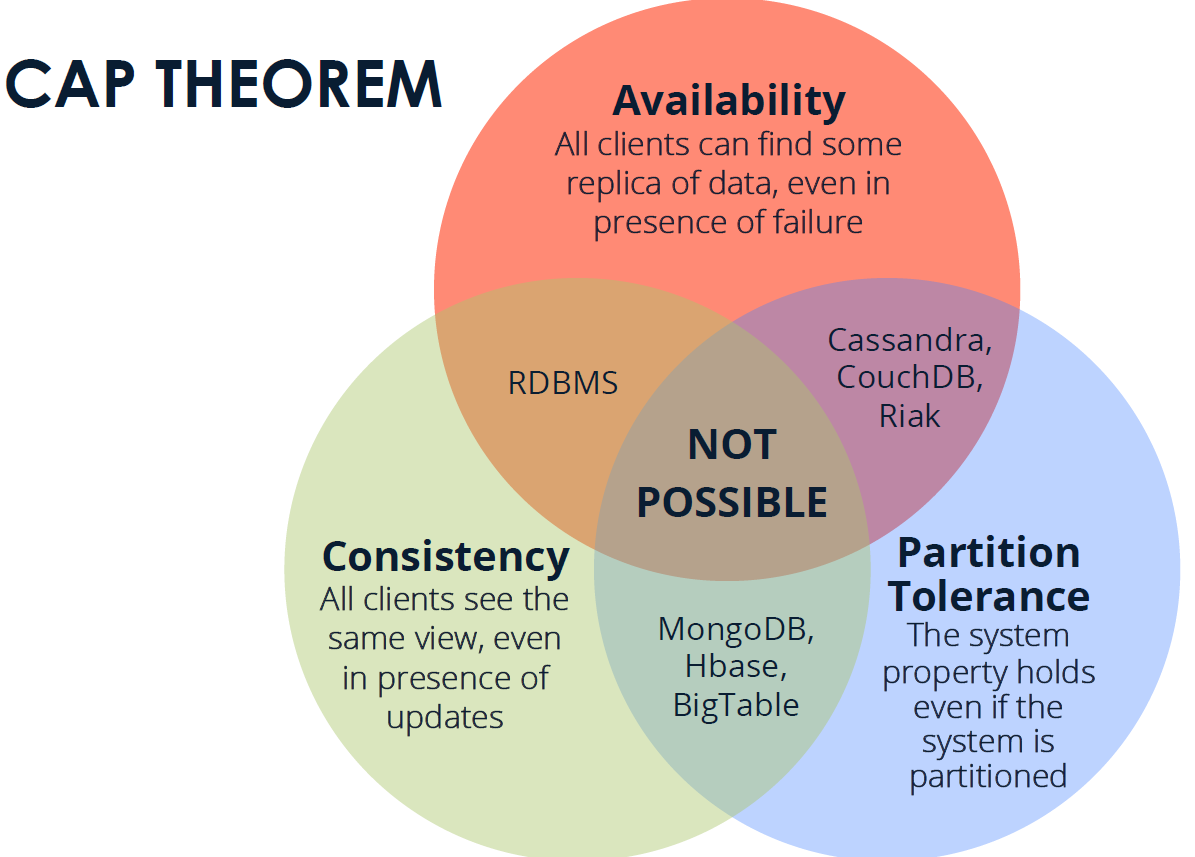 CAP THEOREM
Availability
All clients can find some
replica of data, even in
presence of failure
RDBMS
Cassandra,
CouchDB,
Riak
NOT
POSSIBLE
Consistency
All clients see the
same view, even
in presence of
updates
MongoDB,
Hbase,
BigTable
Partition
Tolerance
The system
property holds
even if the
system is
partitioned